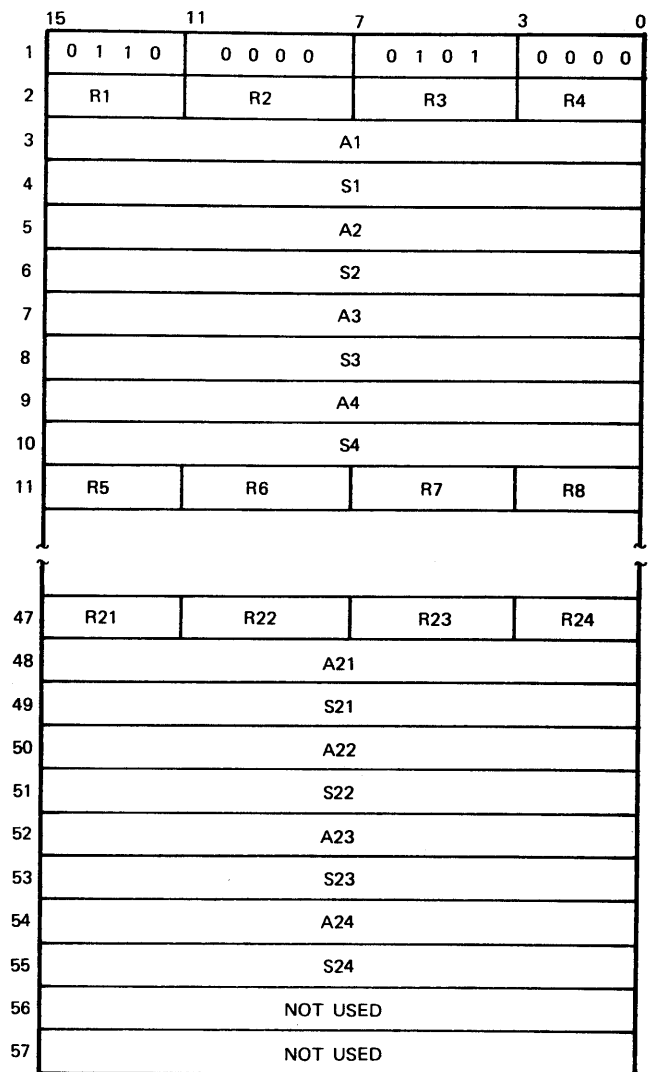 15 11 7 3 0
1 0 1 1 0 0 0 0 0 0 1 0 1 0 0 0 0
2 R1 R2 R3 R4
3 A1
4 S1
5 A2
6 S2
7 A3
8 S3
9 A4
10 S4
11 R5 R6 R7 R8
47 R21 R22 R23 R24
48 A21
49 S21
50 A22
51 S22
52 A23
53 S23
54 A24
55 S24
56 NOT USED
57 NOT USED